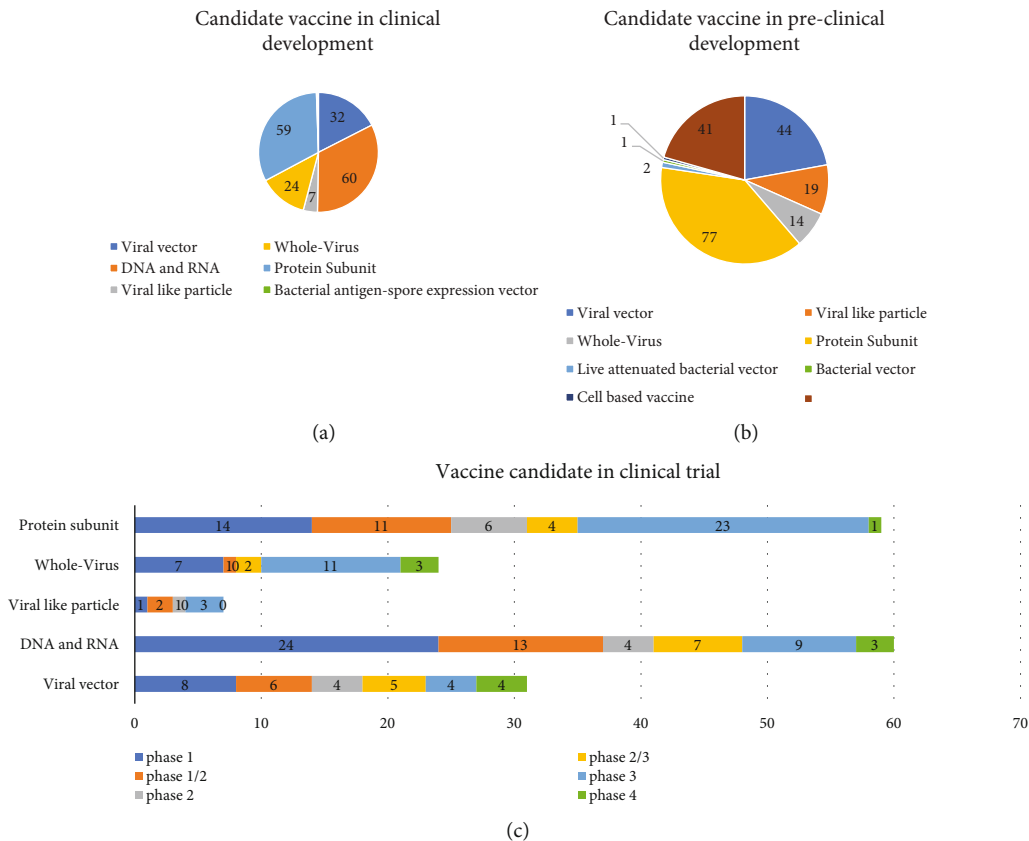 Candidate vaccine in clinical
development
59
32
24
60
7
Viral vector
Whole-Virus
DNA and RNA
Protein Subunit
Viral like particle
Bacterial antigen-spore expression vector
(a)
Candidate vaccine in pre-clinical
development
1
41
44
1
2
19
14
77
Viral vector
Viral like particle
Whole-Virus
Protein Subunit
Live attenuated bacterial vector
Bacterial vector
Cell based vaccine
(b)
Vaccine candidate in clinical trial
Protein subunit 14 11 6 4 23 1
Whole-Virus 7 1 0 2 11 3
Viral like particle 1 2 1 0 3 0
DNA and RNA 24 13 4 7 9 3
Viral vector 8 6 4 5 4 4
0 10 20 30 40 50 60 70
phase 1
phase 2/3
phase 1/2
phase 3
phase 2
phase 4
(c)